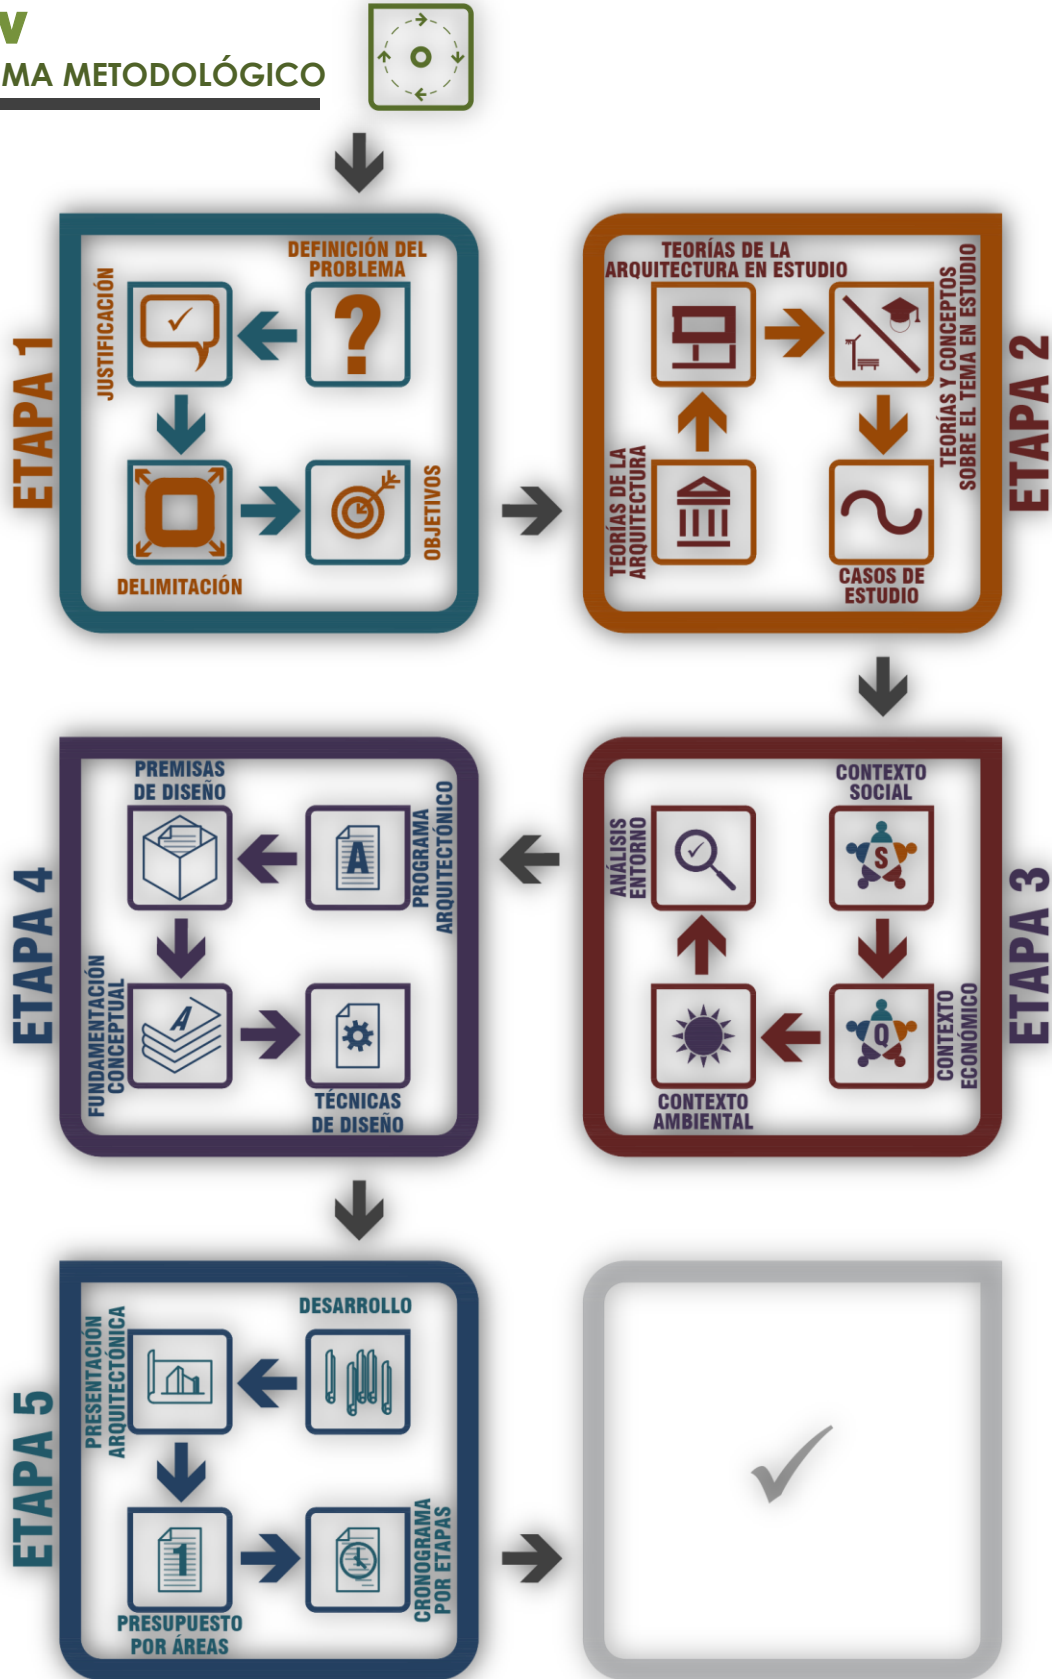 V
MA METODOLÓGICO
ETAPA 1
DEFINICIÓN DEL
PROBLEMA
?
JUSTIFICACIÓN
DELIMITACIÓN
OBJETIVOS
ETAPA 2
TEORÍAS DE LA
ARQUITECTURA
TEORÍAS DE LA
ARQUITECTURA EN ESTUDIO
TEORÍAS Y CONCEPTOS
SOBRE EL TEMA EN ESTUDIO
CASOS DE
ESTUDIO
ETAPA 3
CONTEXTO
SOCIAL
S
CONTEXTO
ECONÓMICO
Q
CONTEXTO
AMBIENTAL
ANÁLISIS
ENTORNO
ETAPA 4
PROGRAMA
ARQUITECTÓNICO
A
PREMISAS
DE DISEÑO
FUNDAMENTACIÓN
CONCEPTUAL
A
TÉCNICAS
DE DISEÑO
ETAPA 5
DESARROLLO
PRESENTACIÓN
ARQUITECTÓNICA
PRESUPUESTO
POR ÁREAS
1
CRONOGRAMA
POR ETAPAS